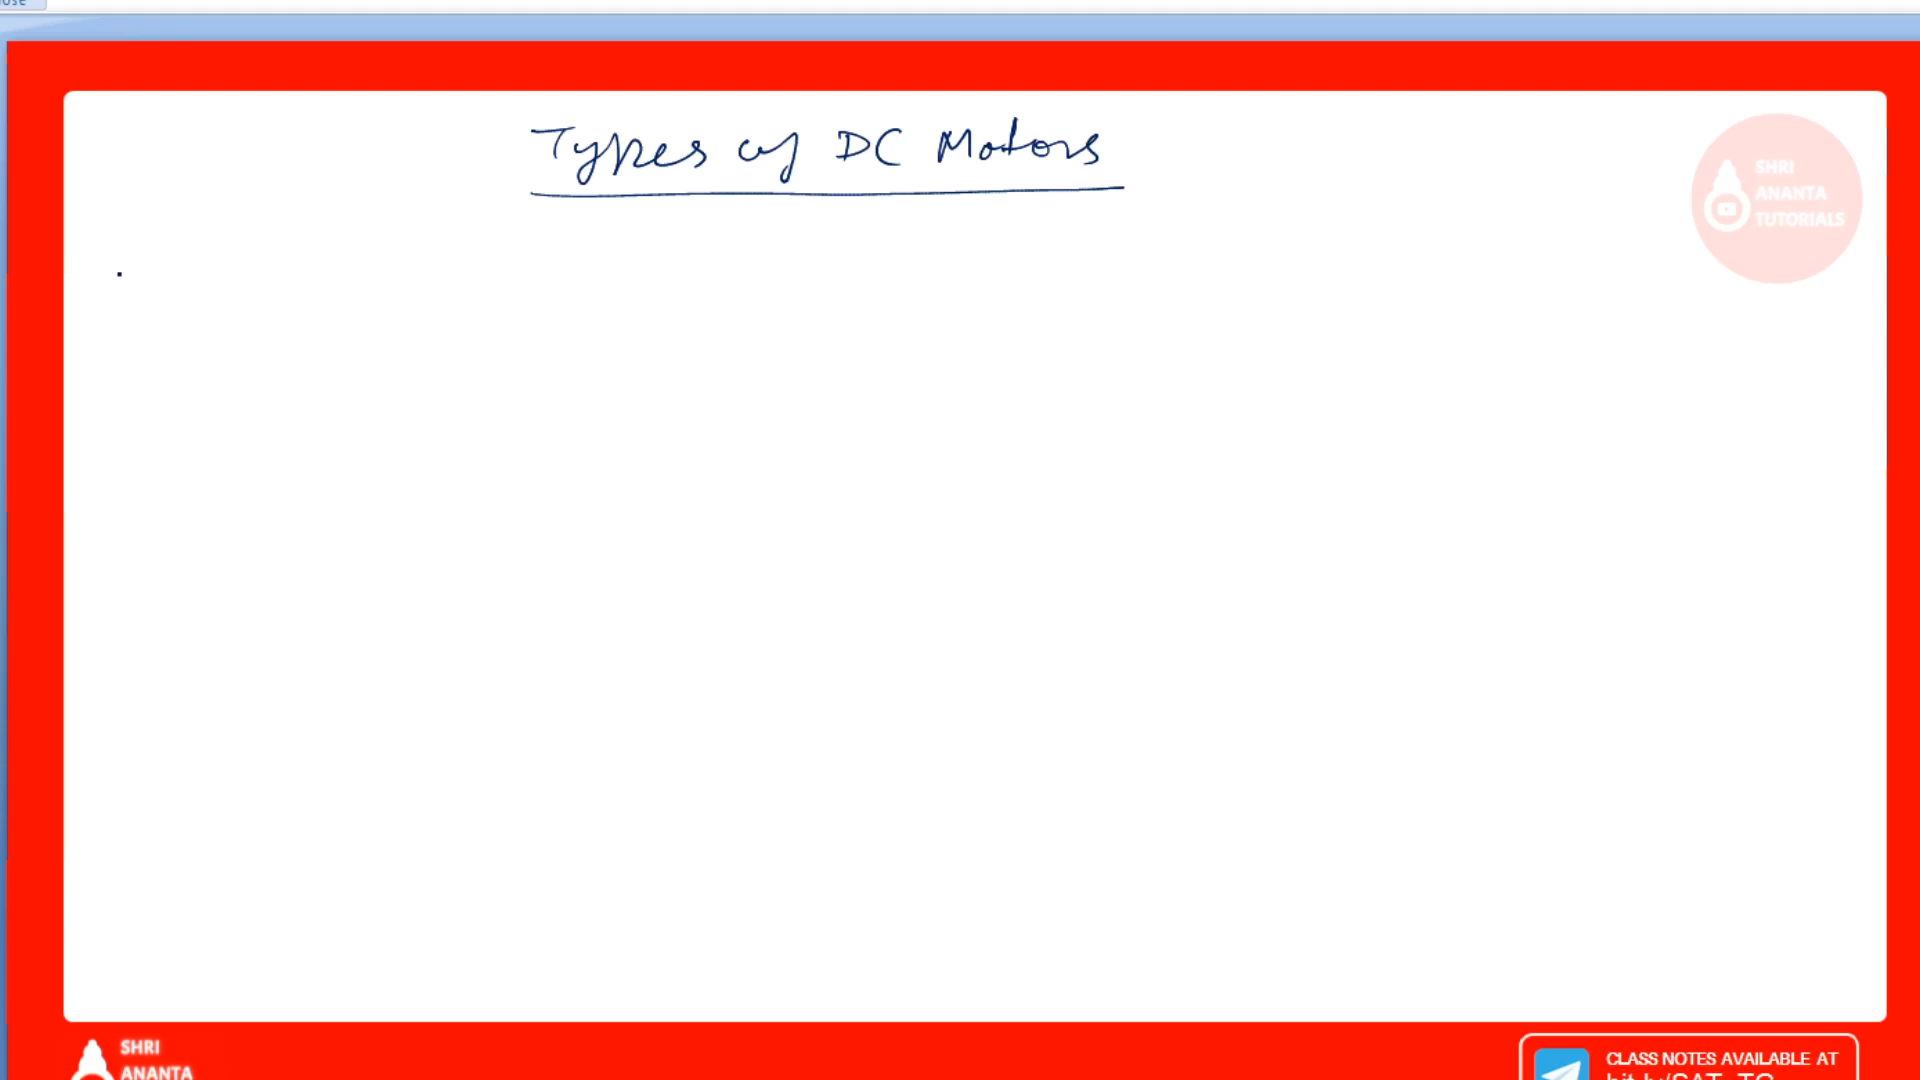 Types of DC Motors
SHRI
ANANTA
TUTORIALS
SHRI
ANANTA
CLASS NOTES AVAILABLE AT